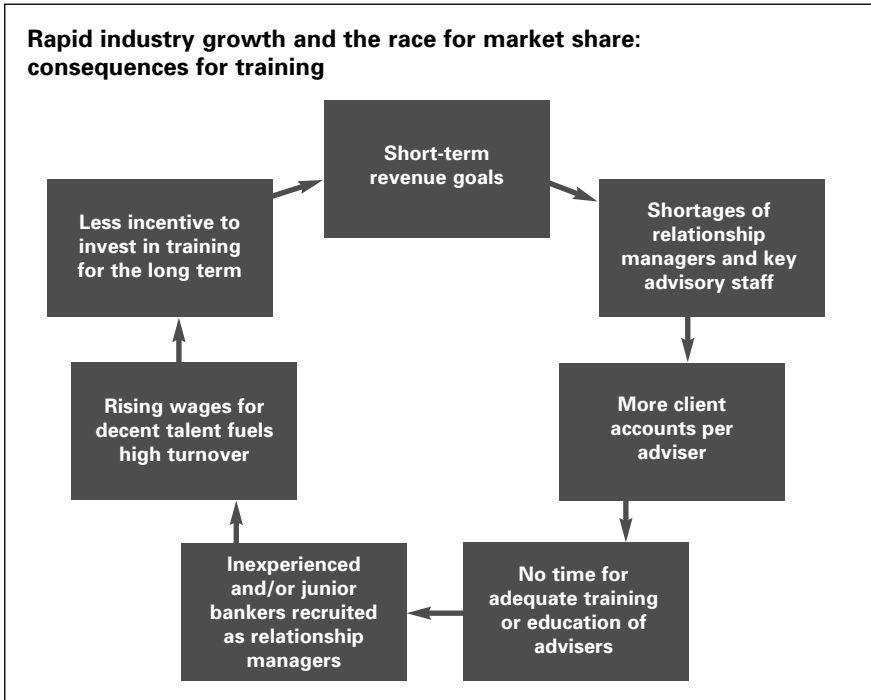 Rapid industry growth and the race for market share:
consequences for training
Short-term
revenue goals
Shortages of
relationship
managers and key
advisory staff
More client
accounts per
adviser
No time for
adequate training
or education of
advisers
Inexperienced
and/or junior
bankers recruited
as relationship
managers
Rising wages for
decent talent fuels
high turnover
Less incentive to
invest in training
for the long term